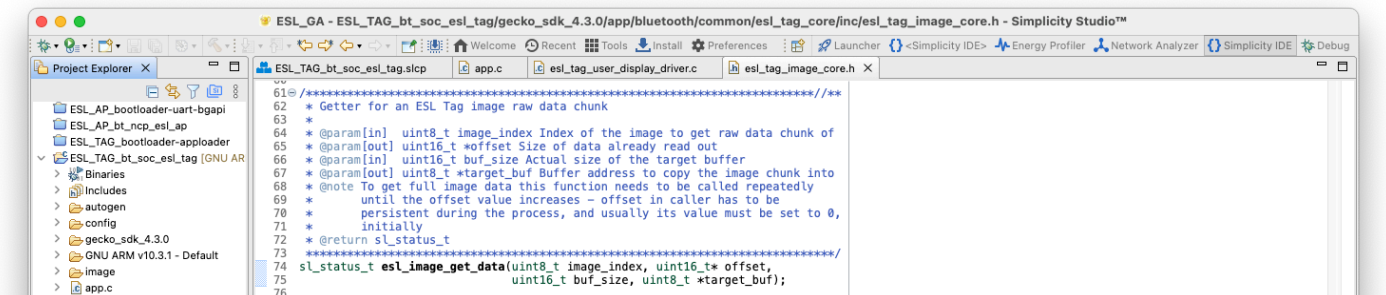 ESL_GA - ESL_TAG_bt_soc_esl_tag/gecko_sdk_4.3.0/app/bluetooth/common/esl_tag_core/inc/esl_tag_image_core.h - Simplicity Studio™
Welcome Recent Tools Install Preferences Launcher {} <Simplicity IDE> Energy Profiler Network Analyzer {} Simplicity IDE Debug
Project Explorer
ESL_TAG_bt_soc_esl_tag.slcp app.c esl_tag_user_display_driver.c esl_tag_image_core.h
ESL_AP_bootloader-uart-bgapi
ESL_AP_bt_ncp_esl_ap
ESL_TAG_bootloader-apploader
ESL_TAG_bt_soc_esl_tag [GNU AR
Binaries
Includes
autogen
config
gecko_sdk_4.3.0
GNU ARM v10.3.1 - Default
image
app.c
61 /******************************************************************************//**
62 * Getter for an ESL Tag image raw data chunk
63 *
64 * @param[in] uint8_t image_index Index of the image to get raw data chunk of
65 * @param[out] uint16_t *offset Size of data already read out
66 * @param[in] uint16_t buf_size Actual size of the target buffer
67 * @param[out] uint8_t *target_buf Buffer address to copy the image chunk into
68 * @note To get full image data this function needs to be called repeatedly
69 * until the offset value increases – offset in caller has to be
70 * persistent during the process, and usually its value must be set to 0,
71 * initially
72 * @return sl_status_t
73 *****************************************************************************/
74 sl_status_t esl_image_get_data(uint8_t image_index, uint16_t* offset,
75 uint16_t buf_size, uint8_t *target_buf);
76